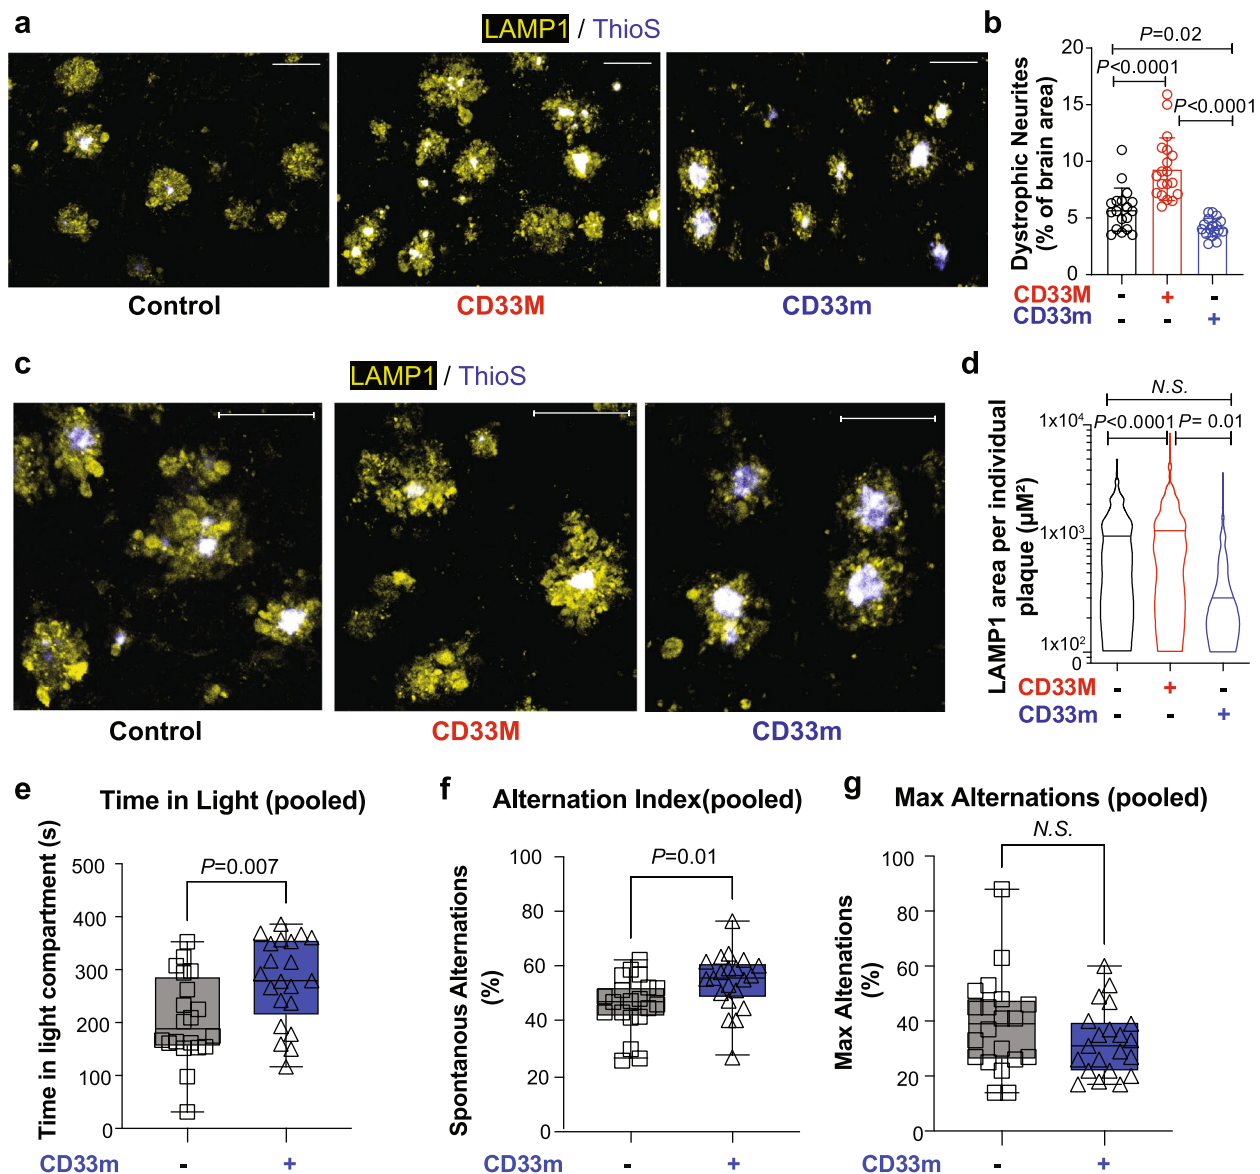 a
LAMP1 / ThioS
Control
CD33M
CD33m
b
P=0.02
P<0.0001
P<0.0001
Dystrophic Neurites
(% of brain area)
20
15
10
5
0
CD33M - + -
CD33m - - +
c
LAMP1 / ThioS
Control
CD33M
CD33m
d
N.S.
P<0.0001 P= 0.01
LAMP1 area per individual
plaque (µM²)
1x10⁴
1x10³
1x10²
0
CD33M - + -
CD33m - - +
e
Time in Light (pooled)
P=0.007
Time in light compartment (s)
500
400
300
200
100
0
CD33m - +
f
Alternation Index(pooled)
P=0.01
Spontanous Alternations
(%)
100
80
60
40
20
0
CD33m - +
g
Max Alternations (pooled)
N.S.
Max Altenations
(%)
100
80
60
40
20
0
CD33m - +